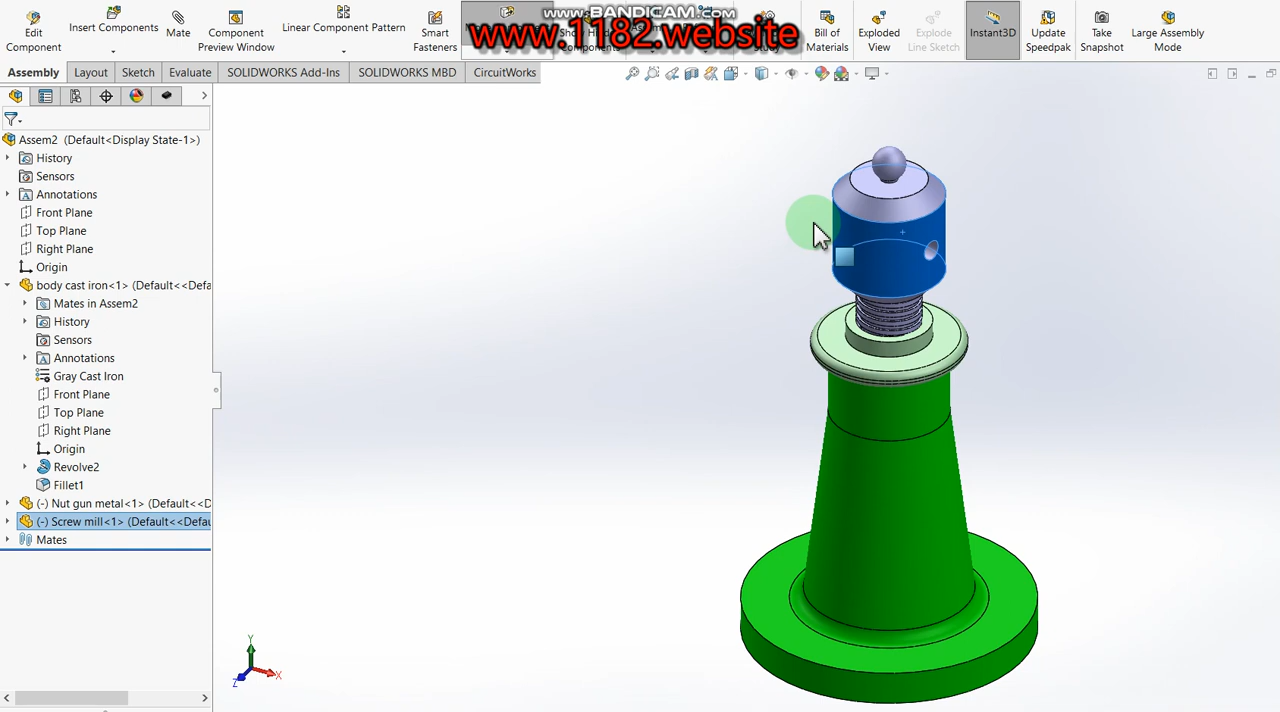 www.BANDICAM.com
www.1182.website
Edit Component
Insert Components
Mate
Component Preview Window
Linear Component Pattern
Smart Fasteners
Show Hidden Components
Bill of Materials
Exploded View
Explode Line Sketch
Instant3D
Update Speedpak
Take Snapshot
Large Assembly Mode
Assembly
Layout
Sketch
Evaluate
SOLIDWORKS Add-Ins
SOLIDWORKS MBD
CircuitWorks
Assem2 (Default<Display State-1>)
History
Sensors
Annotations
Front Plane
Top Plane
Right Plane
Origin
body cast iron<1> (Default<<Defa
Mates in Assem2
History
Sensors
Annotations
Gray Cast Iron
Front Plane
Top Plane
Right Plane
Origin
Revolve2
Fillet1
(-) Nut gun metal<1> (Default<<D
(-) Screw mill<1> (Default<<Defau
Mates
Y
X
Z